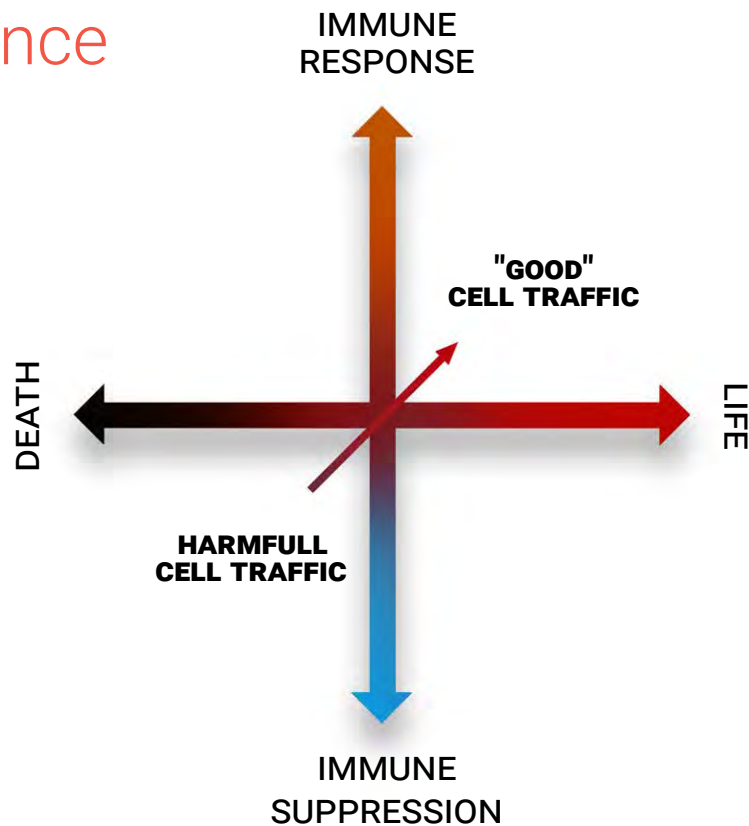 nce
IMMUNE
RESPONSE
"GOOD"
CELL TRAFFIC
DEATH
LIFE
HARMFULL
CELL TRAFFIC
IMMUNE
SUPPRESSION